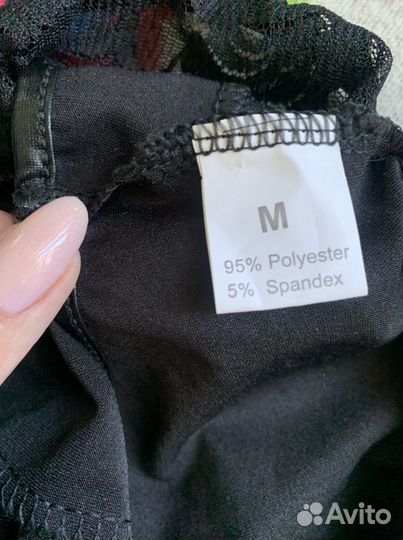 M
95% Polyester
5% Spandex
Avito